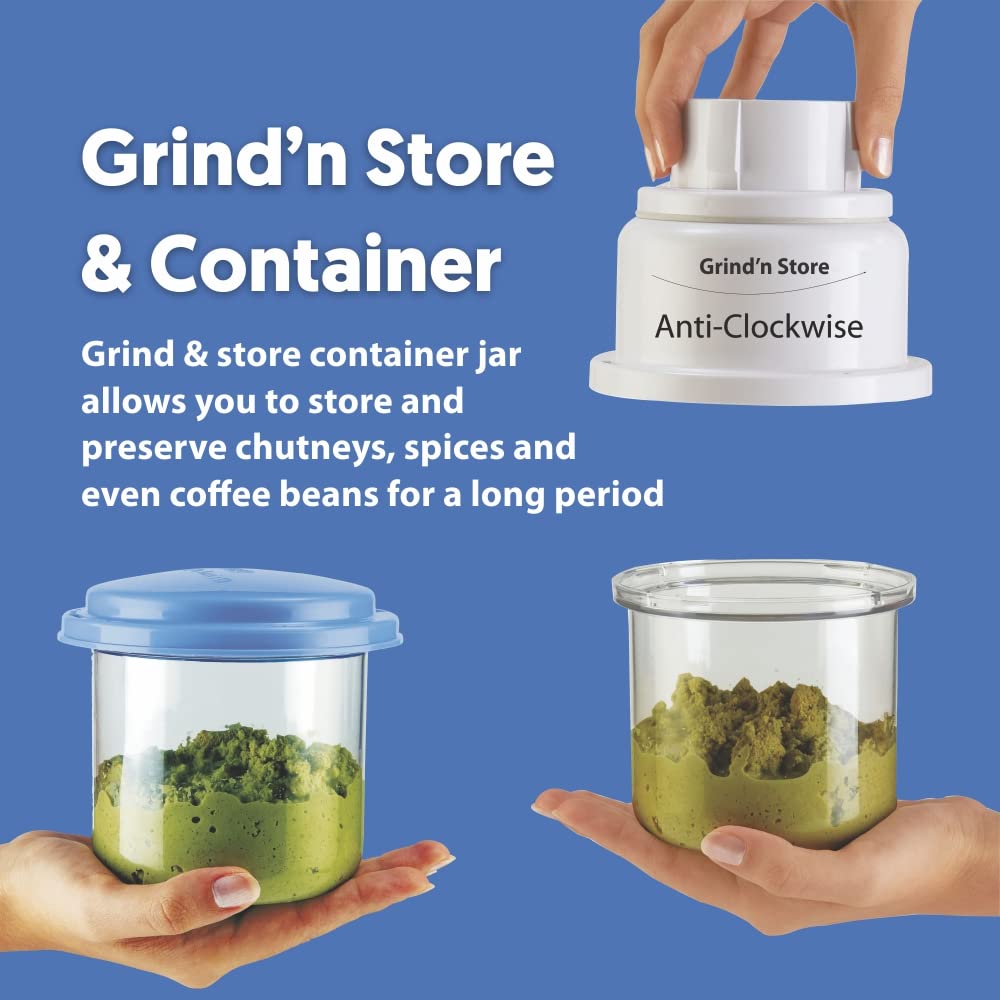 Grind'n Store
& Container
Grind & store container jar
allows you to store and
preserve chutneys, spices and
even coffee beans for a long period
Grind'n Store
Anti-Clockwise